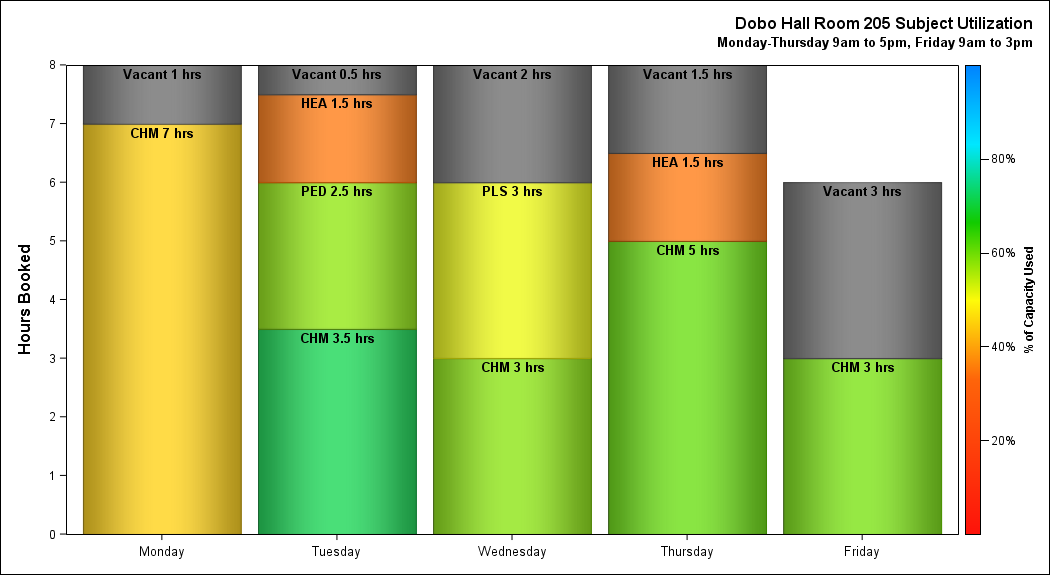 Dobo Hall Room 205 Subject Utilization
Monday-Thursday 9am to 5pm, Friday 9am to 3pm
Hours Booked
8
7
6
5
4
3
2
1
0
Vacant 1 hrs
CHM 7 hrs
Vacant 0.5 hrs
HEA 1.5 hrs
PED 2.5 hrs
CHM 3.5 hrs
Vacant 2 hrs
PLS 3 hrs
CHM 3 hrs
Vacant 1.5 hrs
HEA 1.5 hrs
CHM 5 hrs
Vacant 3 hrs
CHM 3 hrs
Monday
Tuesday
Wednesday
Thursday
Friday
80%
60%
40%
20%
% of Capacity Used